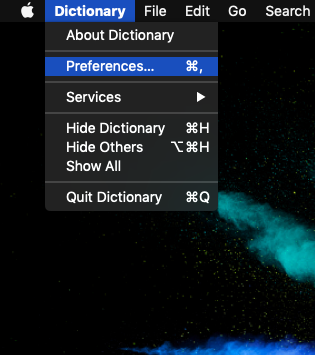 Dictionary File Edit Go Search
About Dictionary
Preferences... ⌘,
Services ▶
Hide Dictionary ⌘H
Hide Others ⌥⌘H
Show All
Quit Dictionary ⌘Q